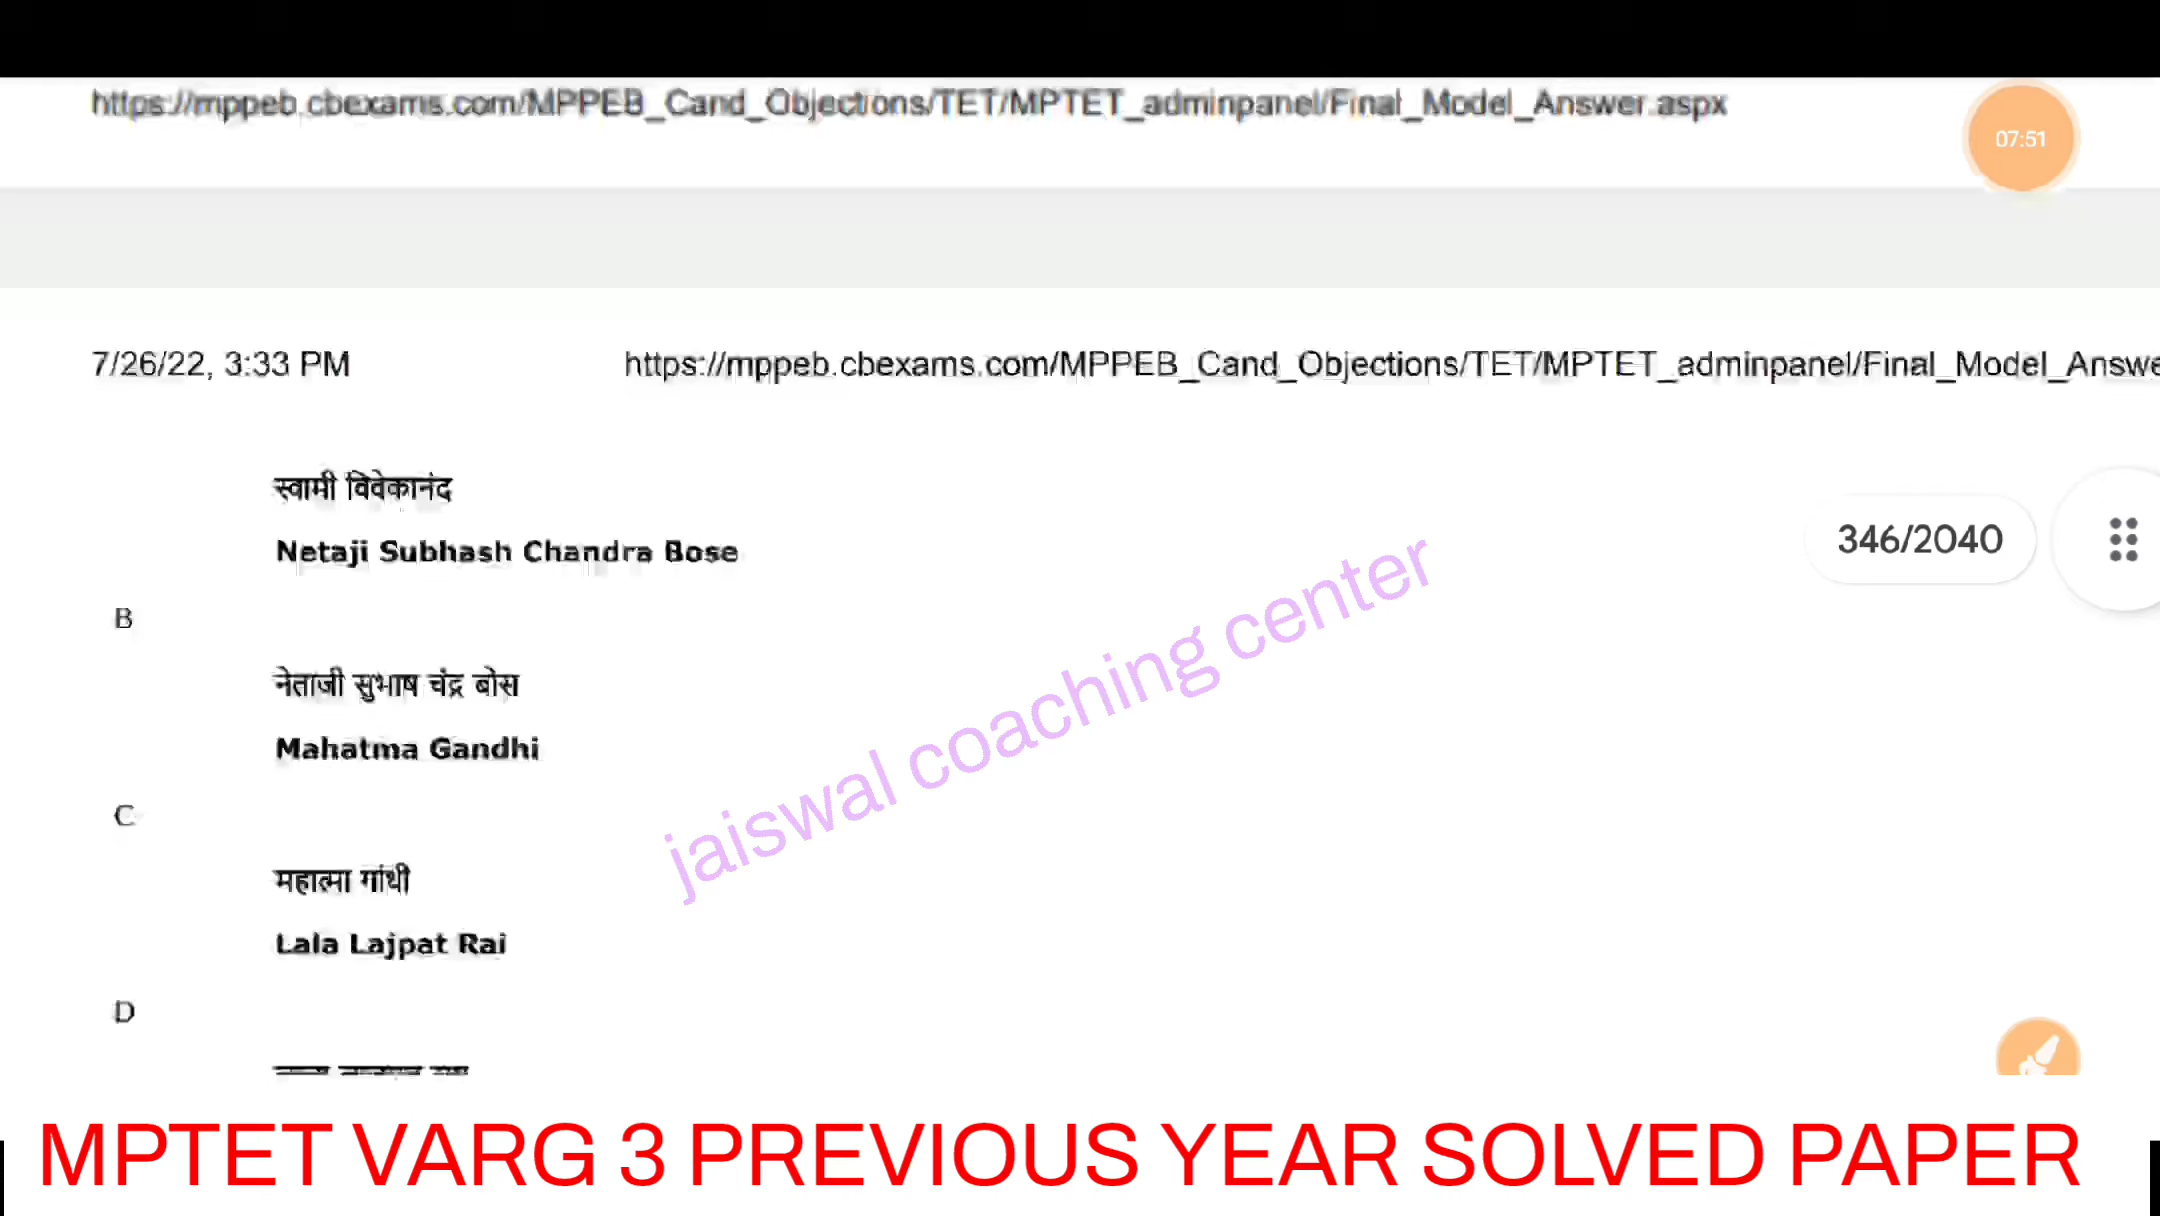 https://mppeb.cbexams.com/MPPEB_Cand_Objections/TET/MPTET_adminpanel/Final_Model_Answer.aspx
07:51
7/26/22, 3:33 PM
https://mppeb.cbexams.com/MPPEB_Cand_Objections/TET/MPTET_adminpanel/Final_Model_Answe
स्वामी विवेकानंद
346/2040
Netaji Subhash Chandra Bose
B
नेताजी सुभाष चंद्र बोस
Mahatma Gandhi
jaiswal coaching center
C
महात्मा गांधी
Lala Lajpat Rai
D
MPTET VARG 3 PREVIOUS YEAR SOLVED PAPER